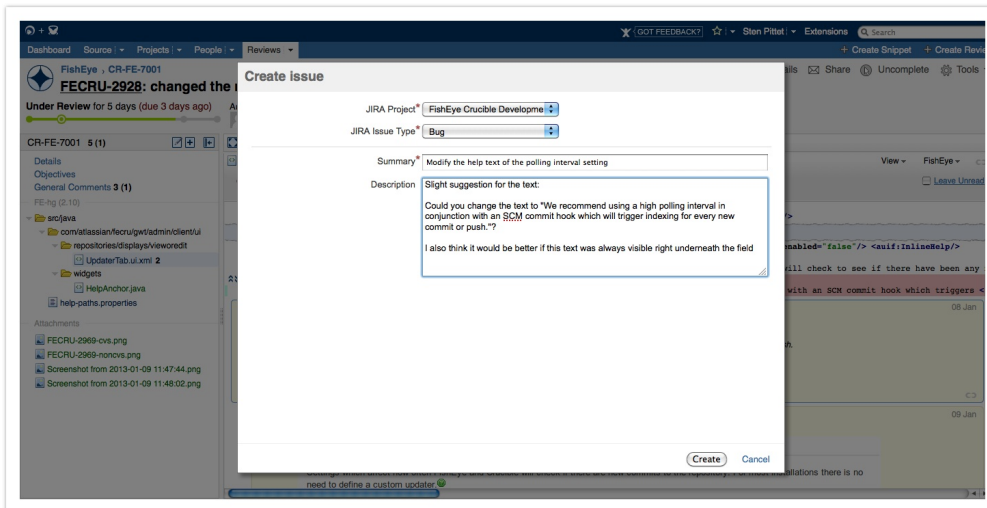 GOT FEEDBACK?
Sten Pittet
Extensions
Search
Dashboard Source Projects People Reviews
+ Create Snippet + Create Revie
FishEye , CR-FE-7001
FECRU-2928: changed the
ails Share Uncomplete Tools
Under Review for 5 days (due 3 days ago)
CR-FE-7001 5 (1)
Details
Objectives
General Comments 3 (1)
FE-hg (2.10)
src/java
com/atlassian/fecru/gwt/admin/client/ui
repositories/displays/viewedit
UpdaterTab.ui.xml 2
widgets
HelpAnchor.java
help-paths.properties
Attachments
FECRU-2969-cvs.png
FECRU-2969-noncvs.png
Screenshot from 2013-01-09 11:47:44.png
Screenshot from 2013-01-09 11:48:02.png
Create issue
JIRA Project* FishEye Crucible Developme
JIRA Issue Type* Bug
Summary* Modify the help text of the polling interval setting
Description Slight suggestion for the text:
Could you change the text to "We recommend using a high polling interval in
conjunction with an SCM commit hook which will trigger indexing for every new
commit or push."?
I also think it would be better if this text was always visible right underneath the field
Create Cancel
View FishEye
Leave Unread
nabled="false"/> <auif:InlineHelp/>
ill check to see if there have been any
with an SCM commit hook which triggers <
08 Jan
sh.
09 Jan
allations there is no
need to define a custom updater.